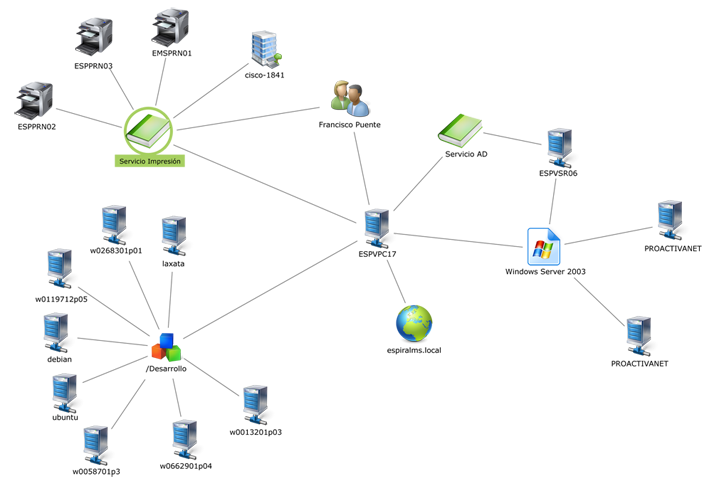 EMSPRN01
ESPPRN03
cisco-1841
ESPPRN02
Francisco Puente
Servicio Impresión
Servicio AD
ESPVSR06
w0268301p01
laxata
ESPVPC17
PROACTIVANET
Windows Server 2003
w0119712p05
espiralms.local
debian
/Desarrollo
PROACTIVANET
ubuntu
w0013201p03
w0058701p3
w0662901p04